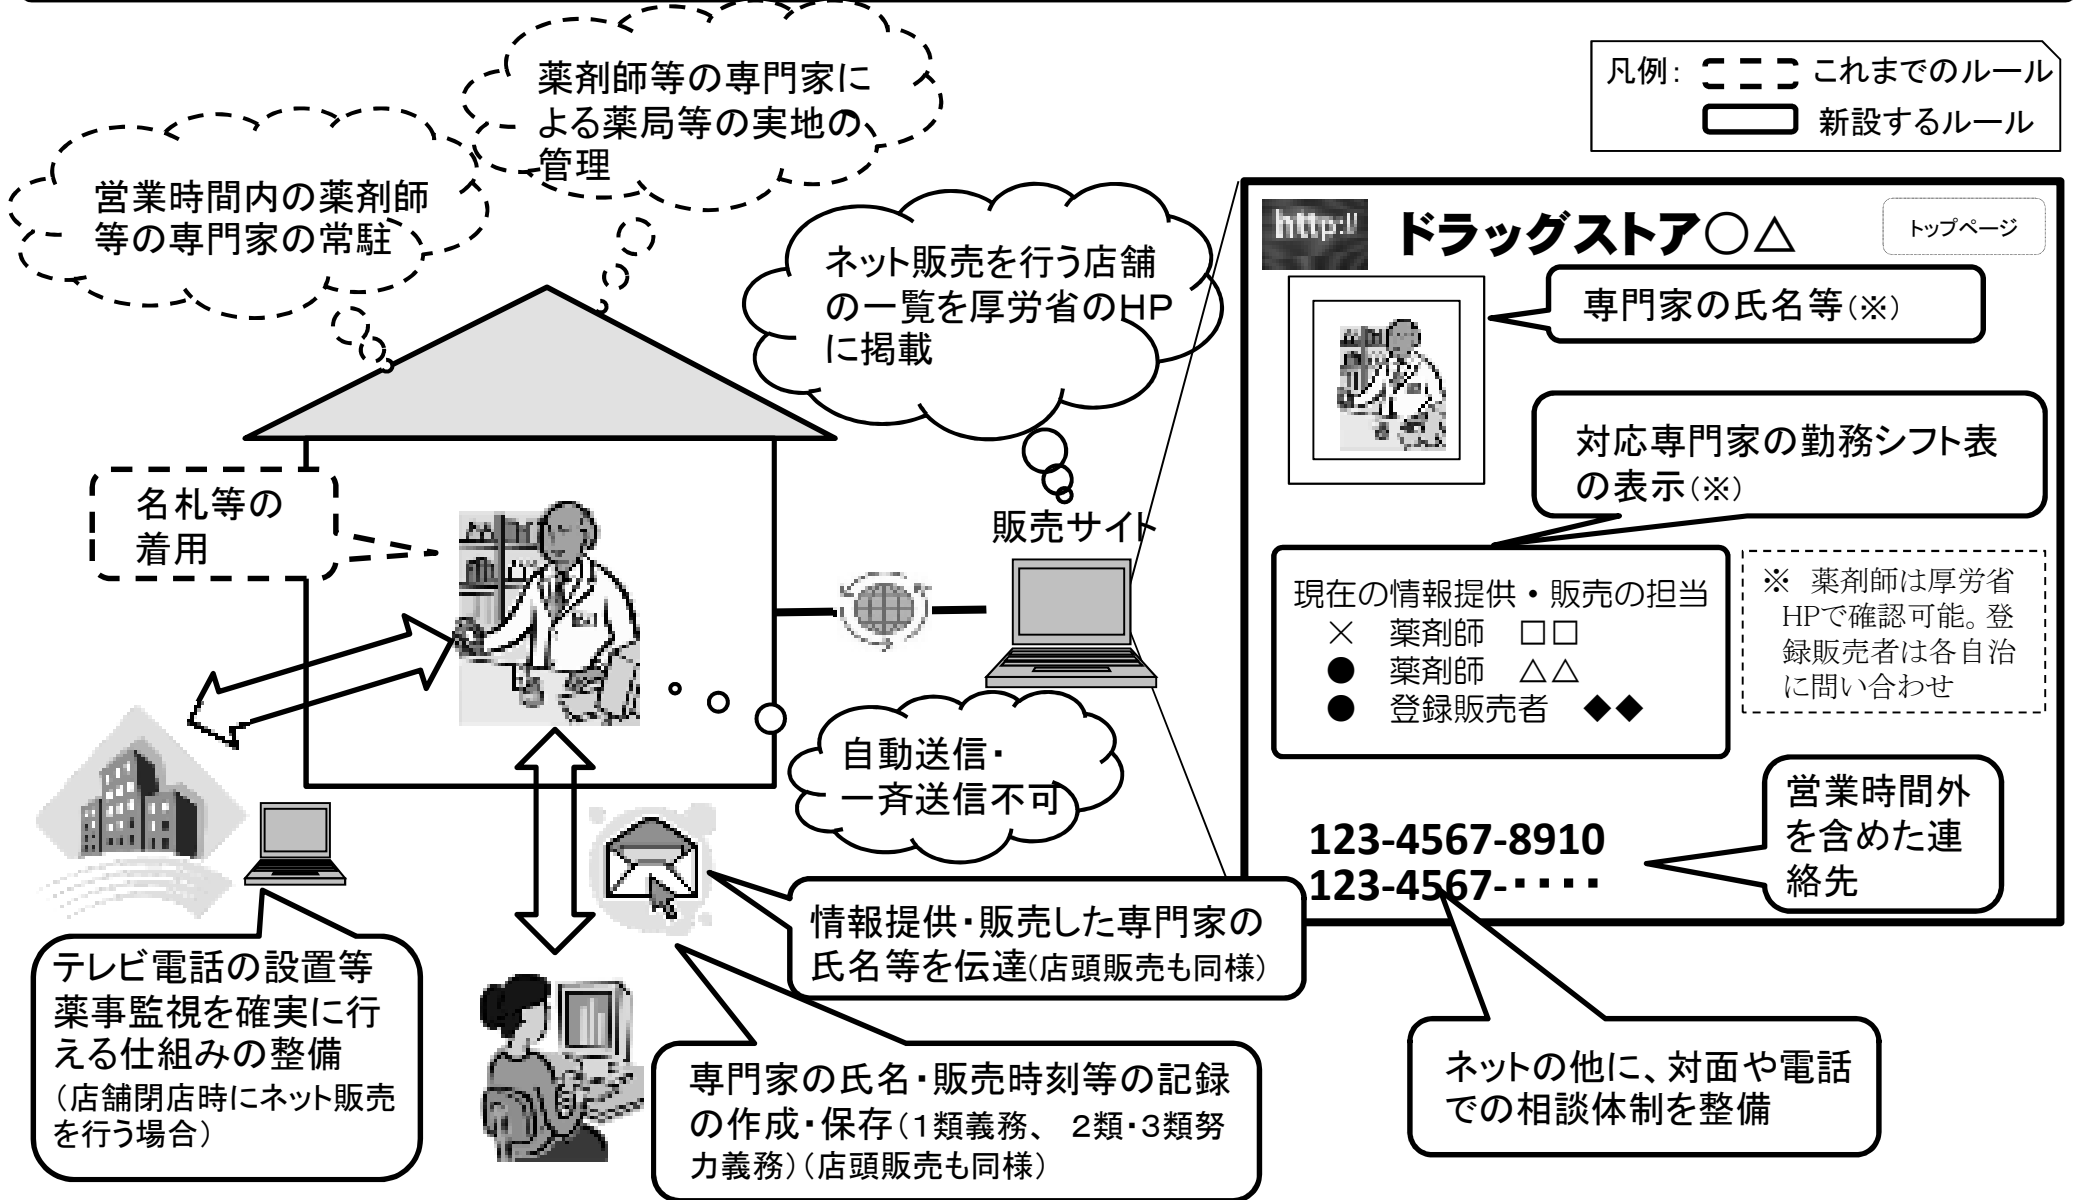 凡例： これまでのルール
新設するルール
薬剤師等の専門家に
よる薬局等の実地の
管理
営業時間内の薬剤師
等の専門家の常駐
ネット販売を行う店舗
の一覧を厚労省のHP
に掲載
名札等の
着用
販売サイト
自動送信・
一斉送信不可
http://
ドラッグストア○△
トップページ
専門家の氏名等(※)
対応専門家の勤務シフト表
の表示(※)
現在の情報提供・販売の担当
× 薬剤師 □□
● 薬剤師 △△
● 登録販売者 ◆◆
※ 薬剤師は厚労省
HPで確認可能。登
録販売者は各自治
に問い合わせ
123-4567-8910
123-4567-････
営業時間外
を含めた連
絡先
情報提供・販売した専門家の
氏名等を伝達(店頭販売も同様)
テレビ電話の設置等
薬事監視を確実に行
える仕組みの整備
(店舗閉店時にネット販売
を行う場合)
専門家の氏名・販売時刻等の記録
の作成・保存(1類義務、 2類・3類努
力義務)(店頭販売も同様)
ネットの他に、対面や電話
での相談体制を整備